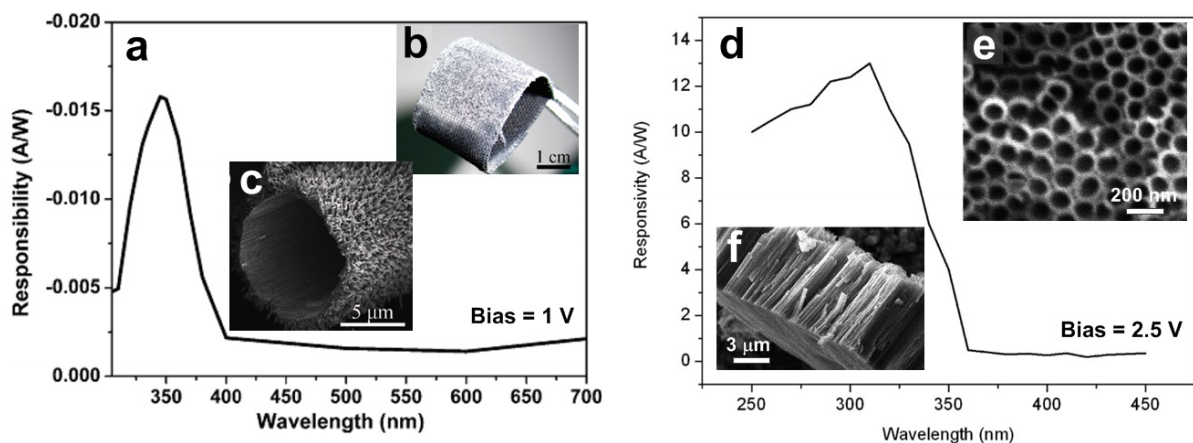 a
b
c
-0.020
-0.015
-0.010
-0.005
0.000
Responsibility (A/W)
350
400
450
500
550
600
650
700
Wavelength (nm)
Bias = 1 V
1 cm
5 μm
d
e
f
14
12
10
8
6
4
2
0
Responsivity (A/W)
250
300
350
400
450
Wavelength (nm)
Bias = 2.5 V
200 nm
3 μm